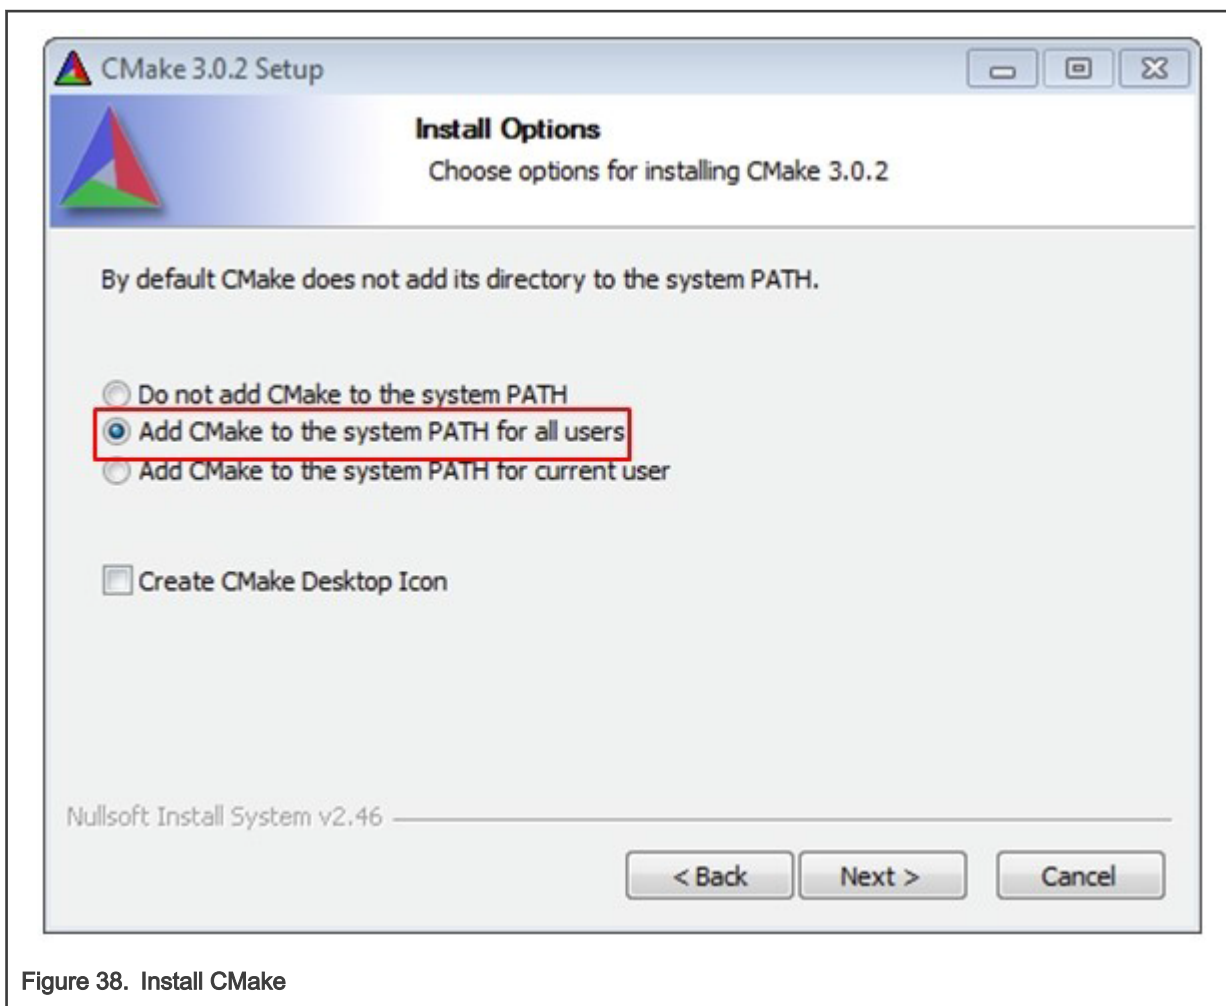 CMake 3.0.2 Setup
Install Options
Choose options for installing CMake 3.0.2
By default CMake does not add its directory to the system PATH.
Do not add CMake to the system PATH
Add CMake to the system PATH for all users
Add CMake to the system PATH for current user
Create CMake Desktop Icon
Nullsoft Install System v2.46
< Back Next > Cancel
Figure 38. Install CMake